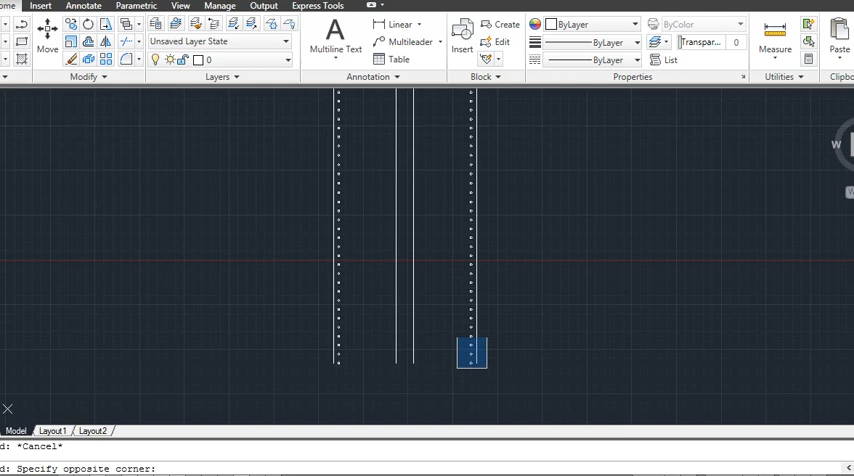 ome Insert Annotate Parametric View Manage Output Express Tools
Move
Unsaved Layer State
0
Modify Layers
Multiline Text
Linear
Multileader
Table
Annotation
Insert
Create
Edit
Block
ByLayer
ByLayer
ByLayer
ByColor
Transpar... 0
List
Properties
Measure
Utilities
Paste
Clipbo
W
Model Layout1 Layout2
d: *Cancel*
d: Specify opposite corner: